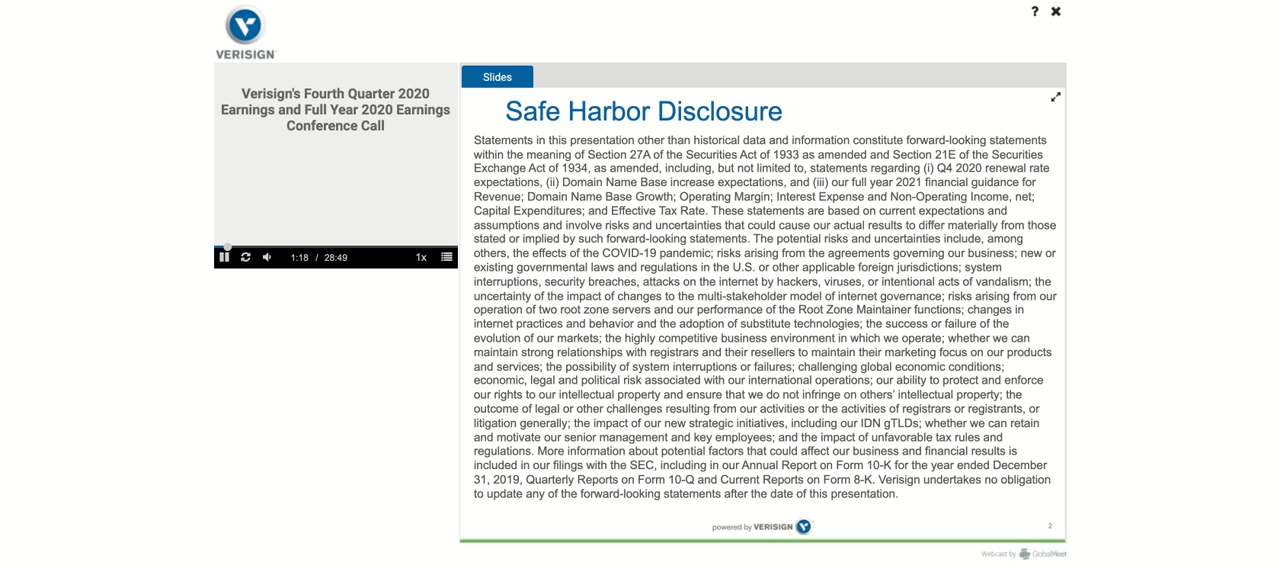 ? ✖
VERISIGN
Verisign's Fourth Quarter 2020
Earnings and Full Year 2020 Earnings
Conference Call
1:18 / 28:49 1x
Slides
Safe Harbor Disclosure
Statements in this presentation other than historical data and information constitute forward-looking statements
within the meaning of Section 27A of the Securities Act of 1933 as amended and Section 21E of the Securities
Exchange Act of 1934, as amended, including, but not limited to, statements regarding (i) Q4 2020 renewal rate
expectations, (ii) Domain Name Base increase expectations, and (iii) our full year 2021 financial guidance for
Revenue; Domain Name Base Growth; Operating Margin; Interest Expense and Non-Operating Income, net;
Capital Expenditures; and Effective Tax Rate. These statements are based on current expectations and
assumptions and involve risks and uncertainties that could cause our actual results to differ materially from those
stated or implied by such forward-looking statements. The potential risks and uncertainties include, among
others, the effects of the COVID-19 pandemic; risks arising from the agreements governing our business; new or
existing governmental laws and regulations in the U.S. or other applicable foreign jurisdictions; system
interruptions, security breaches, attacks on the internet by hackers, viruses, or intentional acts of vandalism; the
uncertainty of the impact of changes to the multi-stakeholder model of internet governance; risks arising from our
operation of two root zone servers and our performance of the Root Zone Maintainer functions; changes in
internet practices and behavior and the adoption of substitute technologies; the success or failure of the
evolution of our markets; the highly competitive business environment in which we operate; whether we can
maintain strong relationships with registrars and their resellers to maintain their marketing focus on our products
and services; the possibility of system interruptions or failures; challenging global economic conditions;
economic, legal and political risk associated with our international operations; our ability to protect and enforce
our rights to our intellectual property and ensure that we do not infringe on others' intellectual property; the
outcome of legal or other challenges resulting from our activities or the activities of registrars or registrants, or
litigation generally; the impact of our new strategic initiatives, including our IDN gTLDs; whether we can retain
and motivate our senior management and key employees; and the impact of unfavorable tax rules and
regulations. More information about potential factors that could affect our business and financial results is
included in our filings with the SEC, including in our Annual Report on Form 10-K for the year ended December
31, 2019, Quarterly Reports on Form 10-Q and Current Reports on Form 8-K. Verisign undertakes no obligation
to update any of the forward-looking statements after the date of this presentation.
powered by VERISIGN
2
Webcast by GlobalMeet